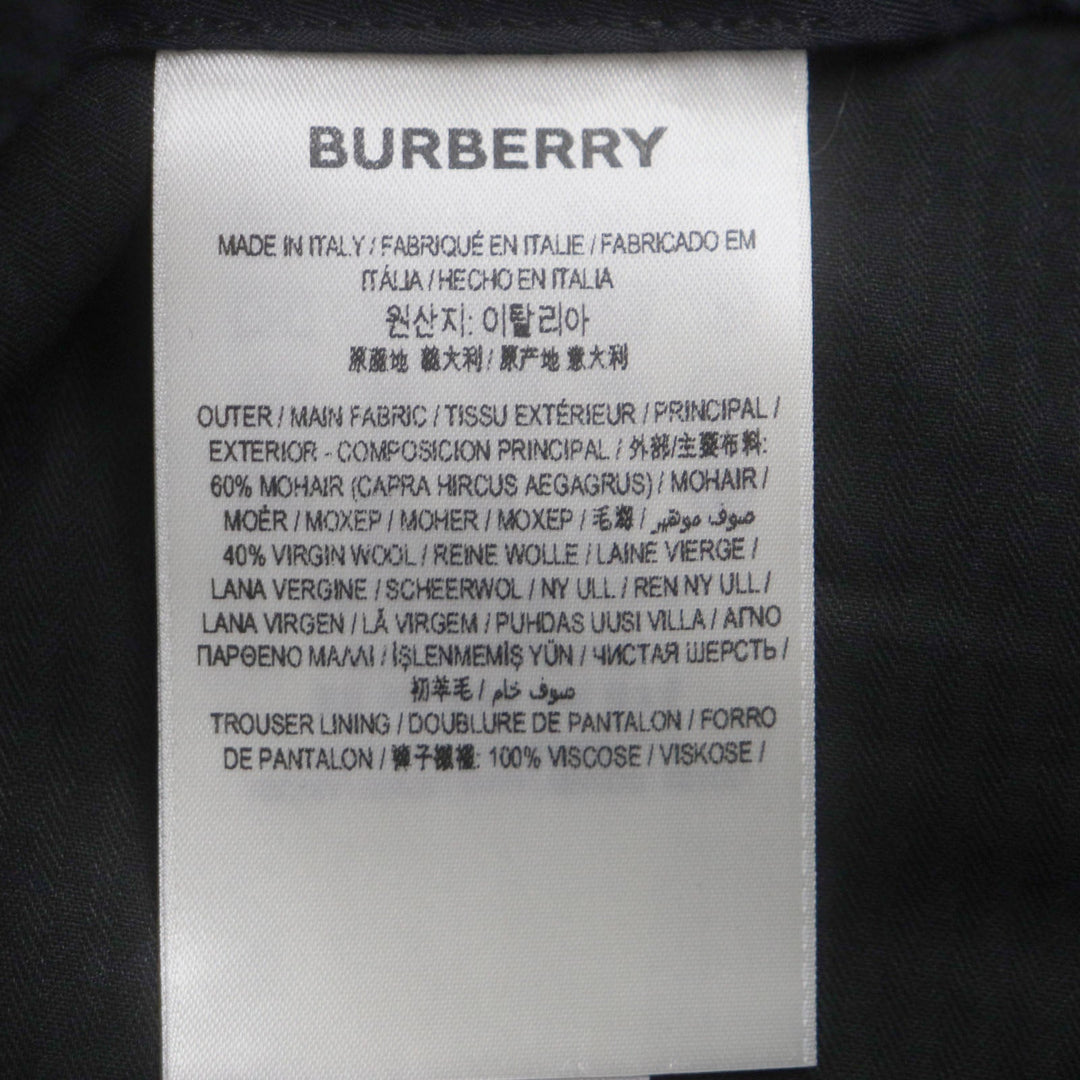 BURBERRY
MADE IN ITALY / FABRIQUÉ EN ITALIE / FABRICADO EM
ITÁLIA / HECHO EN ITALIA
원산지: 이탈리아
原產地 義大利 / 原产地 意大利
OUTER / MAIN FABRIC / TISSU EXTÉRIEUR / PRINCIPAL /
EXTERIOR - COMPOSICION PRINCIPAL / 外部/主要布料:
60% MOHAIR (CAPRA HIRCUS AEGAGRUS) / MOHAIR /
MOÉR / МОХЕР / MOHER / МОХЕР / 毛海 / صوف موهير
40% VIRGIN WOOL / REINE WOLLE / LAINE VIERGE /
LANA VERGINE / SCHEERWOL / NY ULL / REN NY ULL /
LANA VIRGEN / LÃ VIRGEM / PUHDAS UUSI VILLA / ΑΓΝΟ
ΠΑΡΘΕΝΟ ΜΑΛΛΙ / İŞLENMEMİŞ YÜN / ЧИСТАЯ ШЕРСТЬ /
初羊毛 / صوف خام
TROUSER LINING / DOUBLURE DE PANTALON / FORRO
DE PANTALON / 褲子襯裡: 100% VISCOSE / VISKOSE /